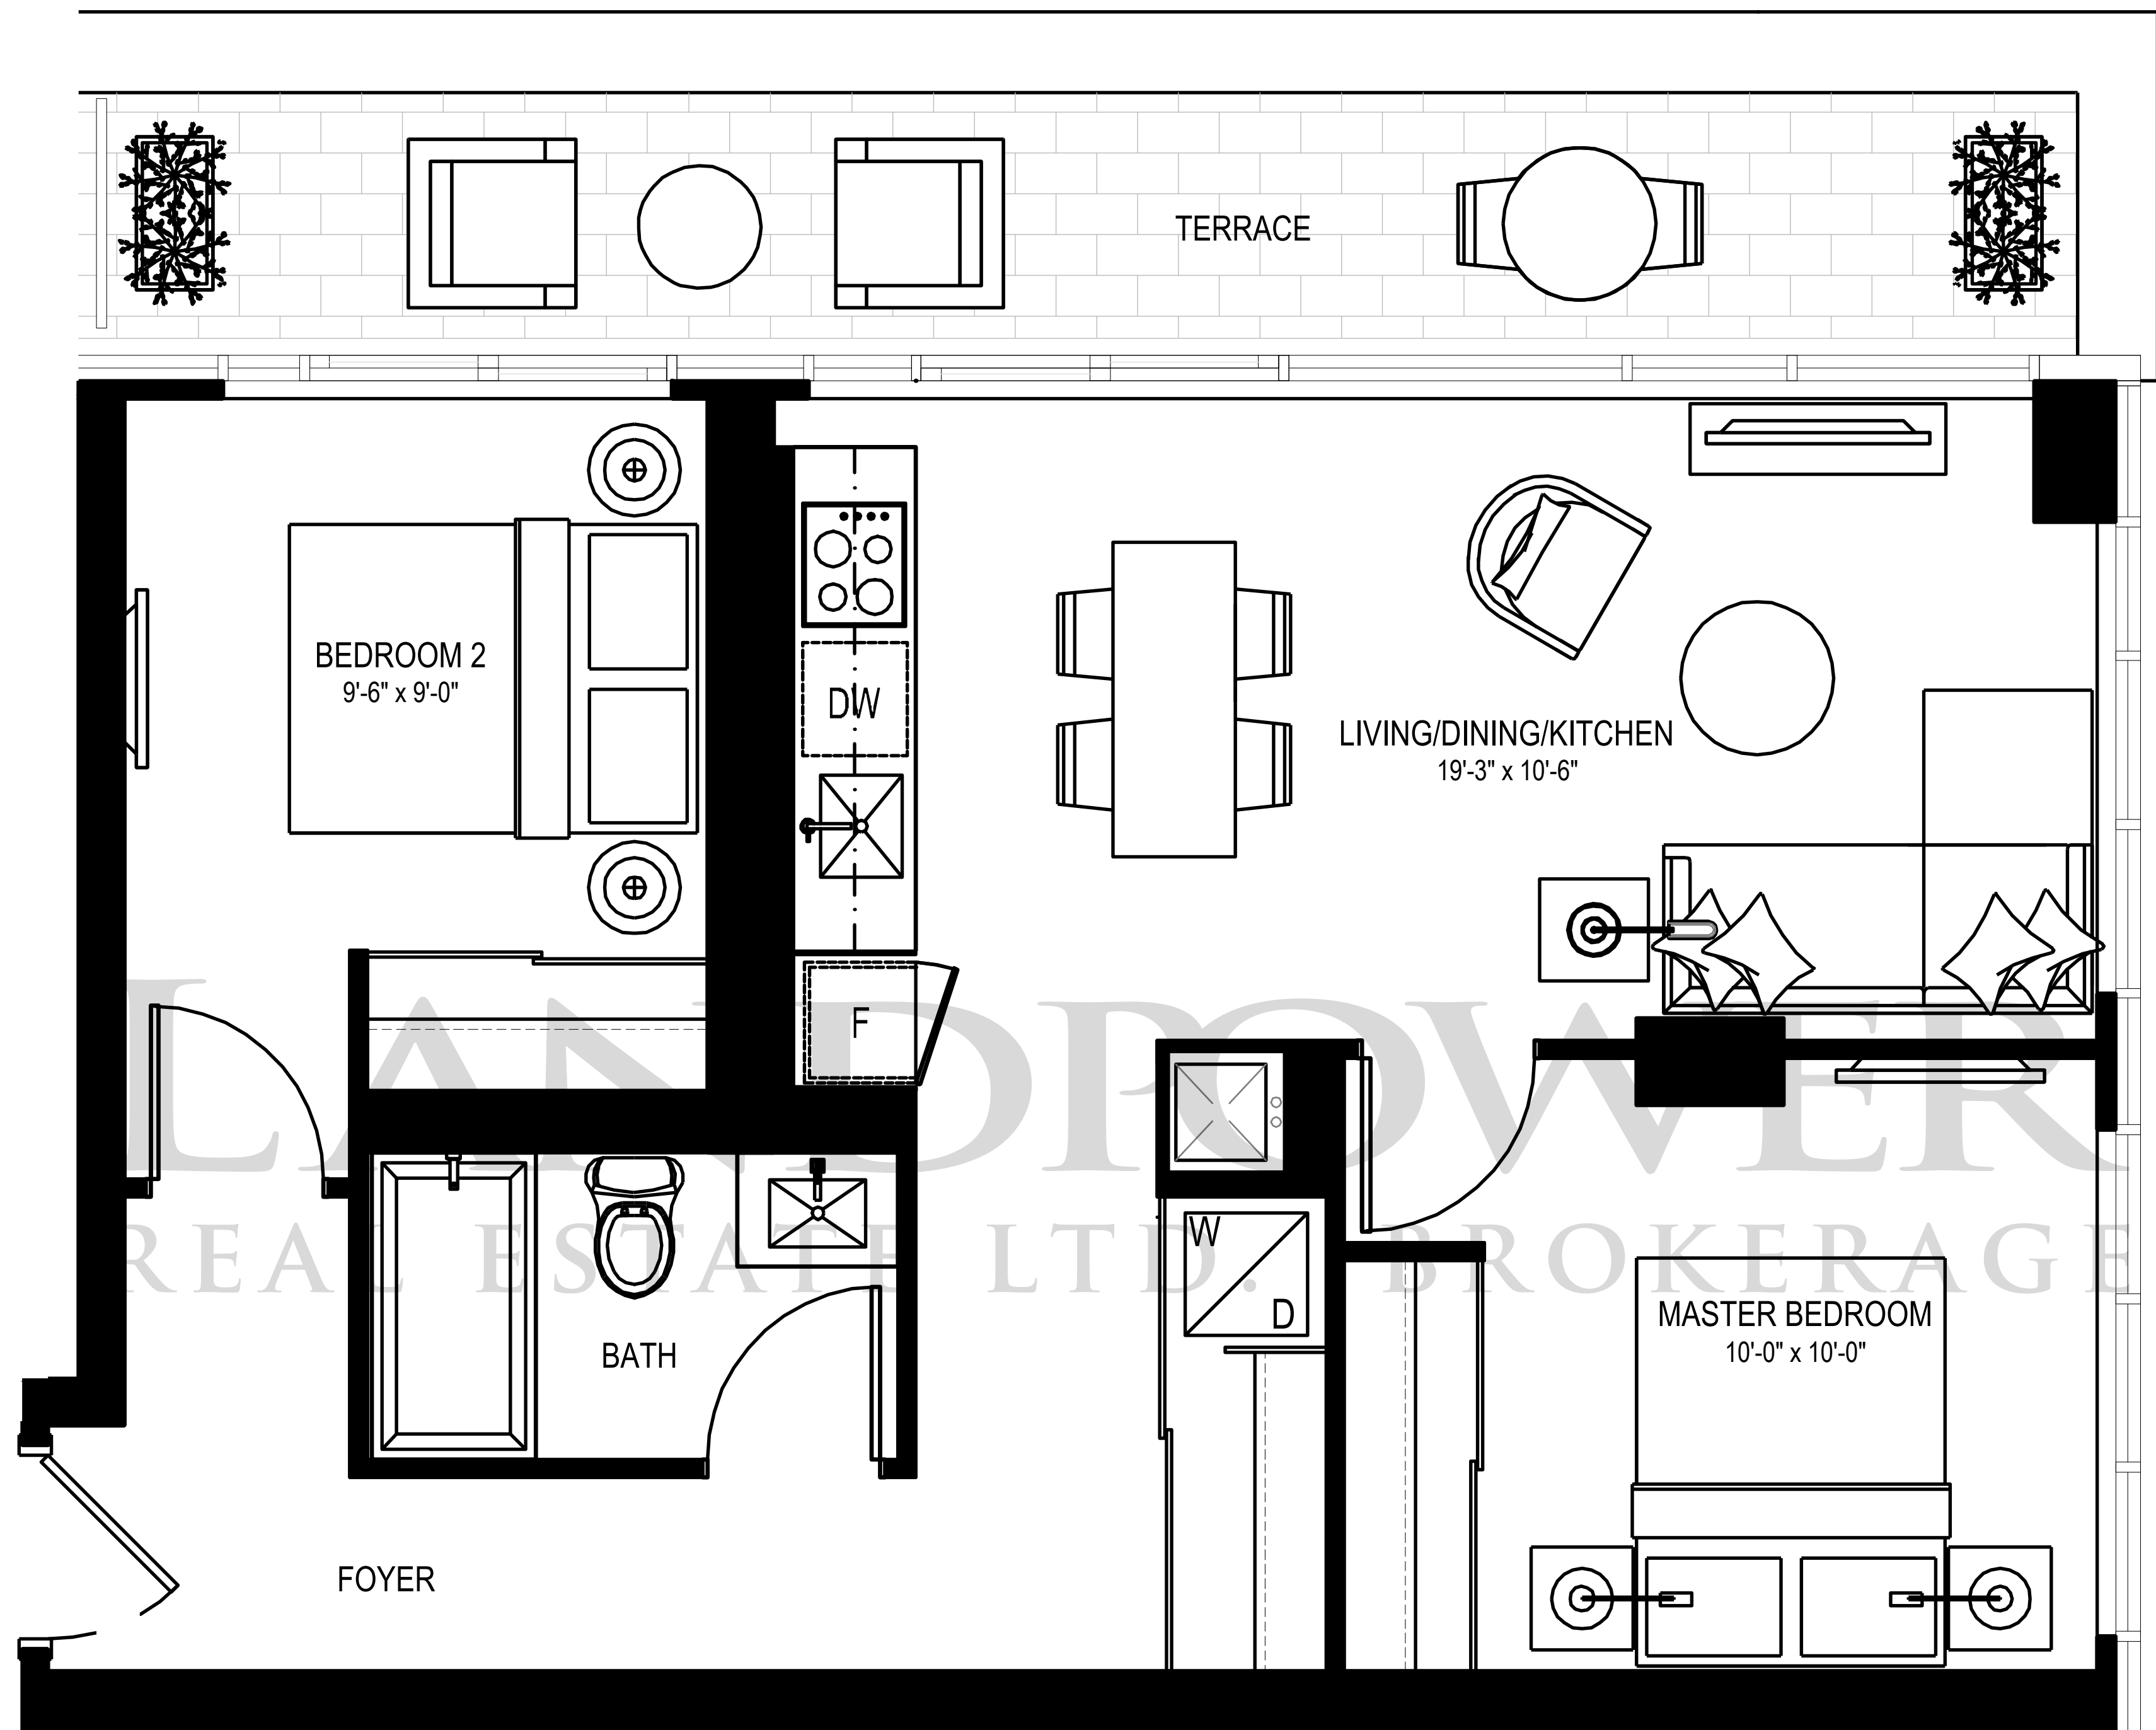 TERRACE
BEDROOM 2
9'-6" x 9'-0"
DW
LIVING/DINING/KITCHEN
19'-3" x 10'-6"
F
LANDPOWER
REAL ESTATE LTD. BROKERAGE
W
D
MASTER BEDROOM
10'-0" x 10'-0"
BATH
FOYER